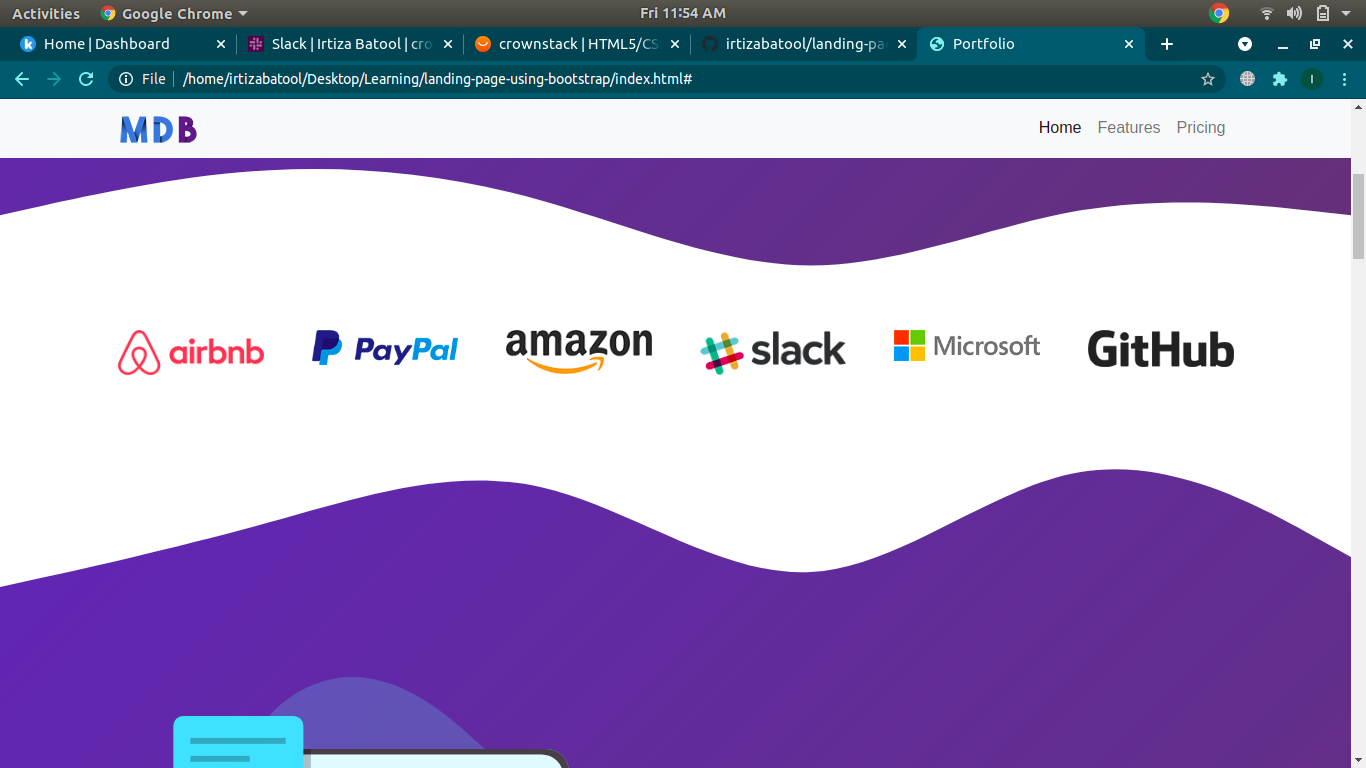 Activities Google Chrome Fri 11:54 AM
Home | Dashboard Slack | Irtiza Batool | cro crownstack | HTML5/CS irtizabatool/landing-pa Portfolio
File /home/irtizabatool/Desktop/Learning/landing-page-using-bootstrap/index.html# I
MDB Home Features Pricing
airbnb PayPal amazon slack Microsoft GitHub